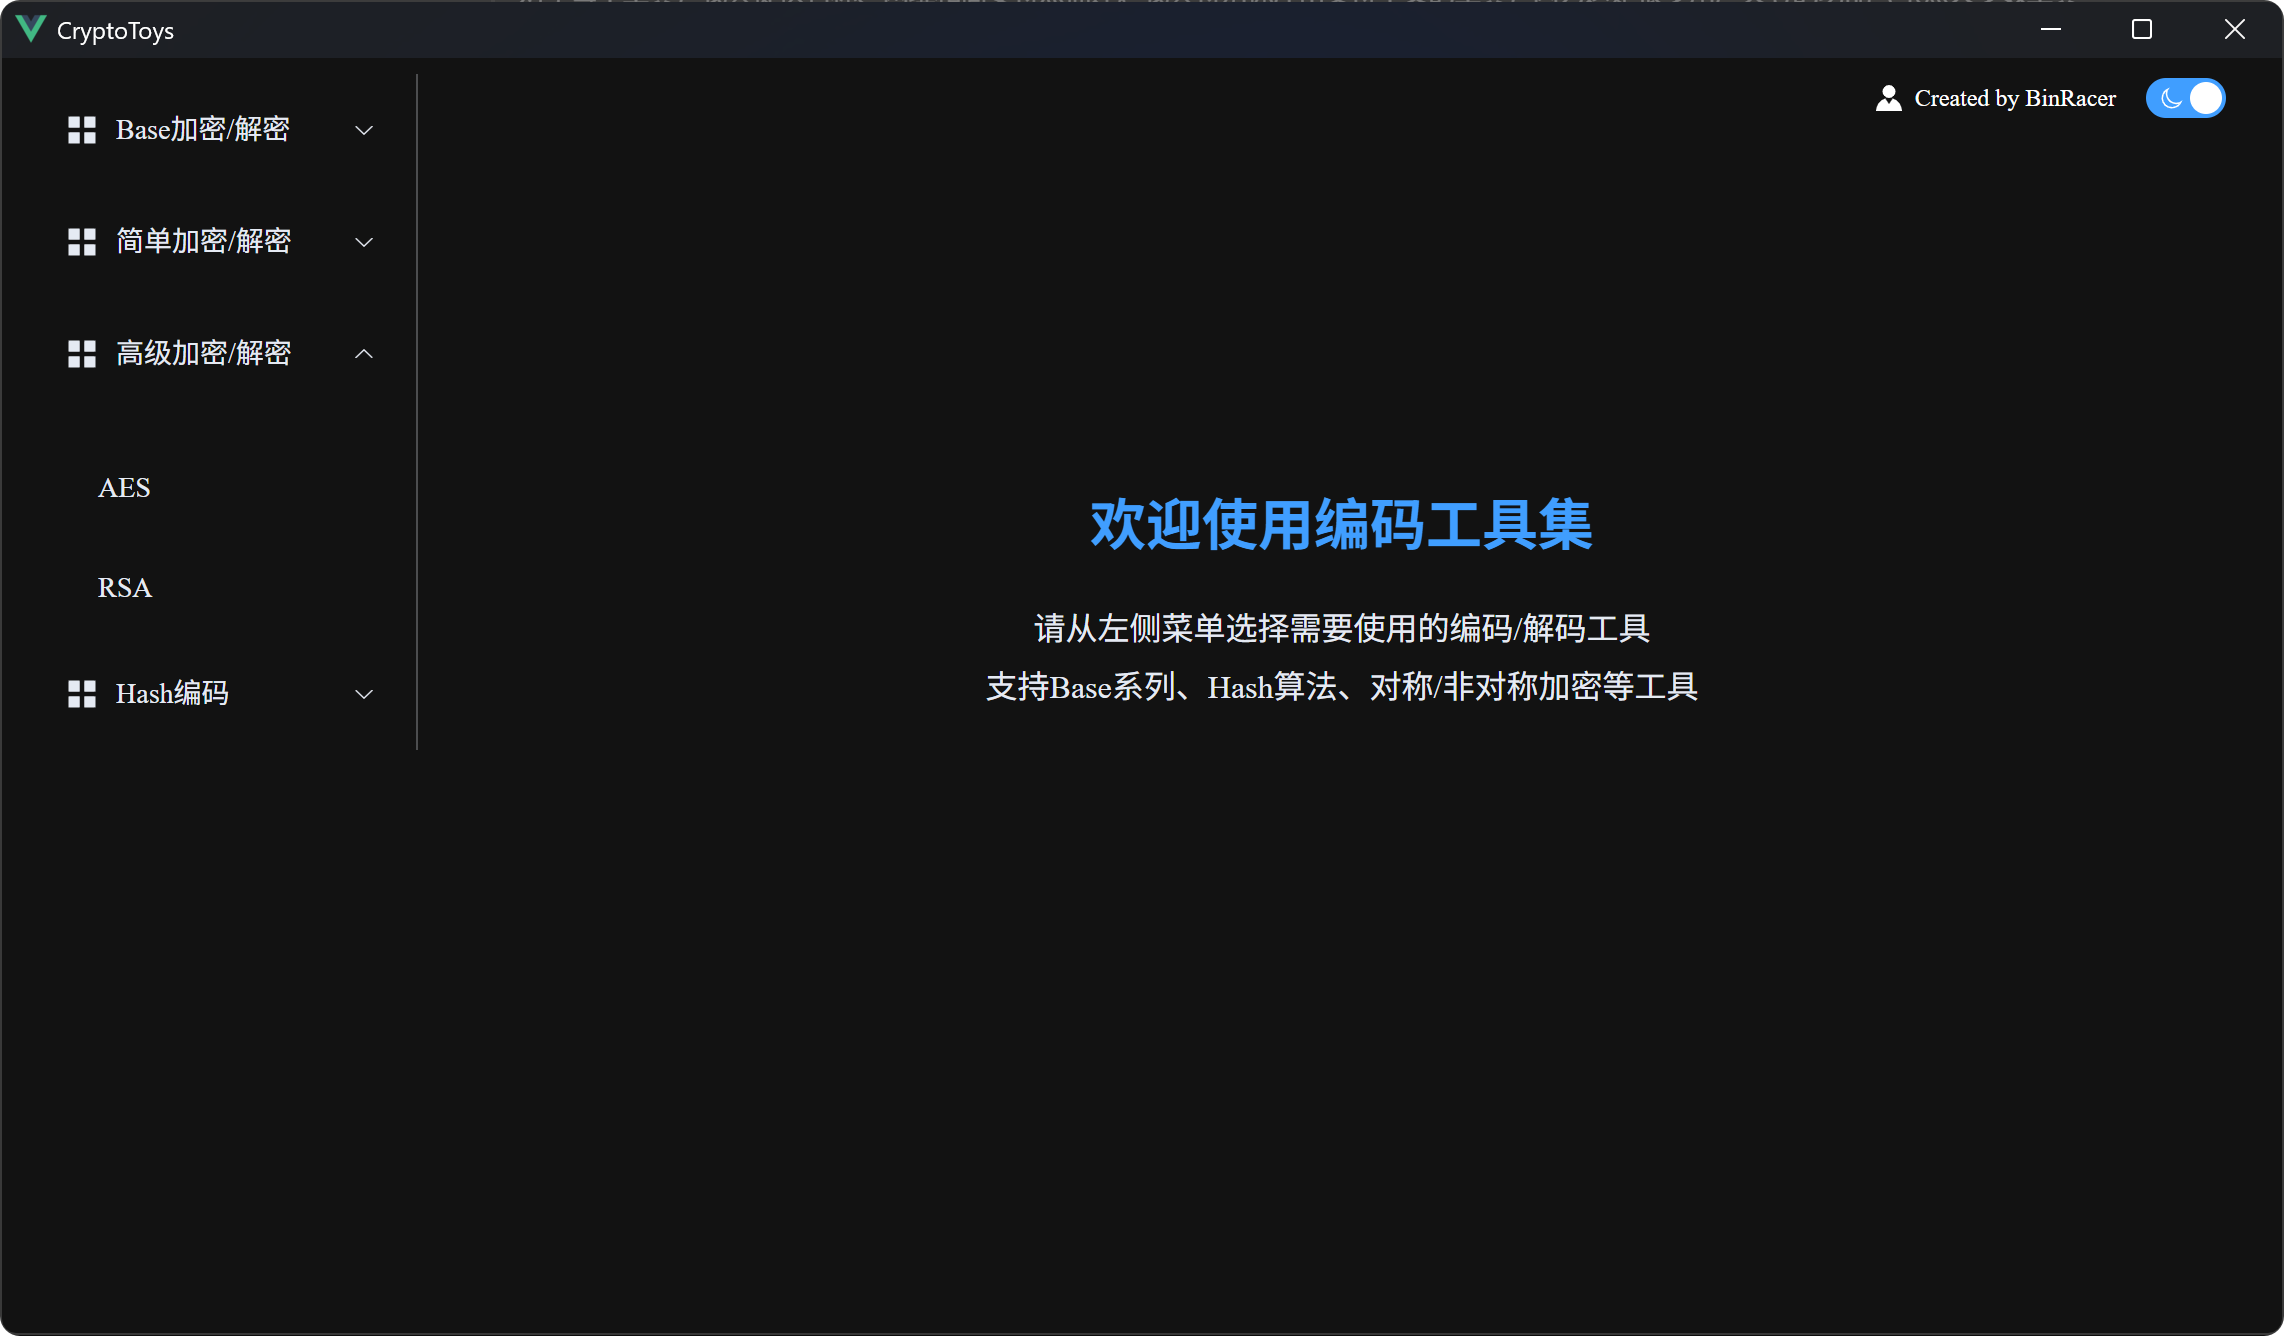 CryptoToys
Created by BinRacer
Base加密/解密
简单加密/解密
高级加密/解密
AES
RSA
Hash编码
欢迎使用编码工具集
请从左侧菜单选择需要使用的编码/解码工具
支持Base系列、Hash算法、对称/非对称加密等工具